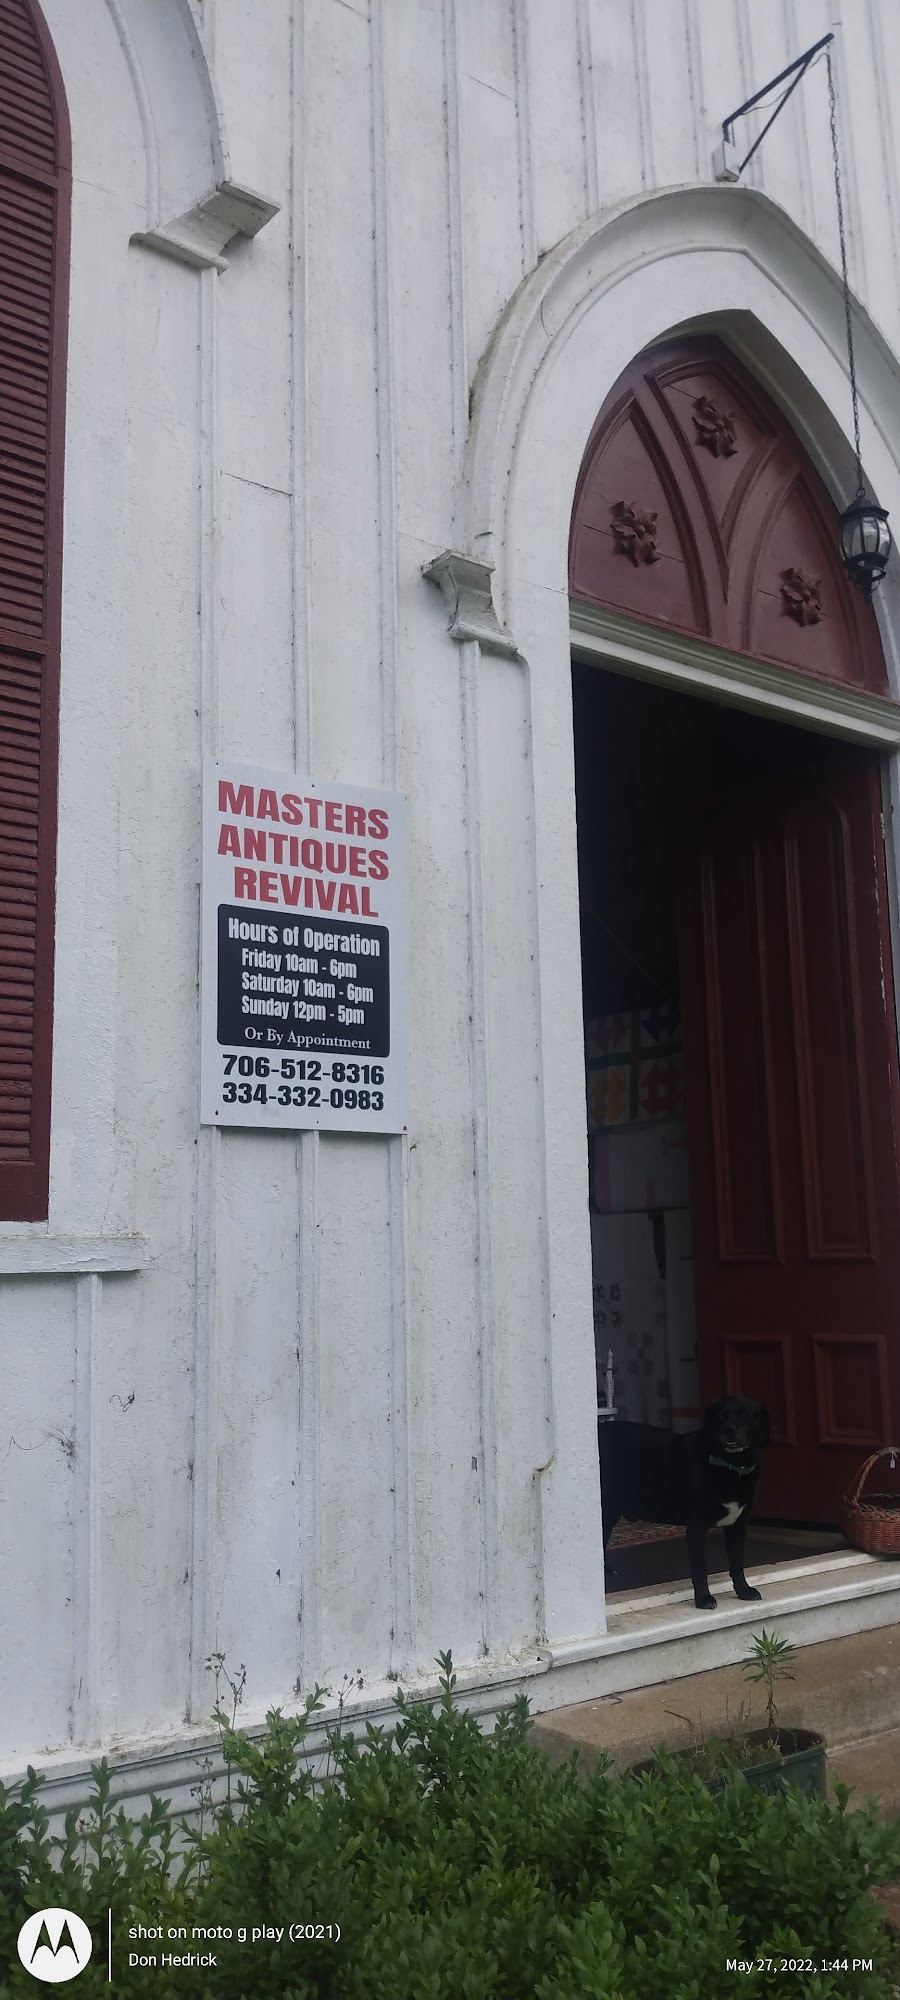 MASTERS
ANTIQUES
REVIVAL
Hours of Operation
Friday 10am - 6pm
Saturday 10am - 6pm
Sunday 12pm - 5pm
Or By Appointment
706-512-8316
334-332-0983
shot on moto g play (2021)
Don Hedrick
May 27, 2022, 1:44 PM